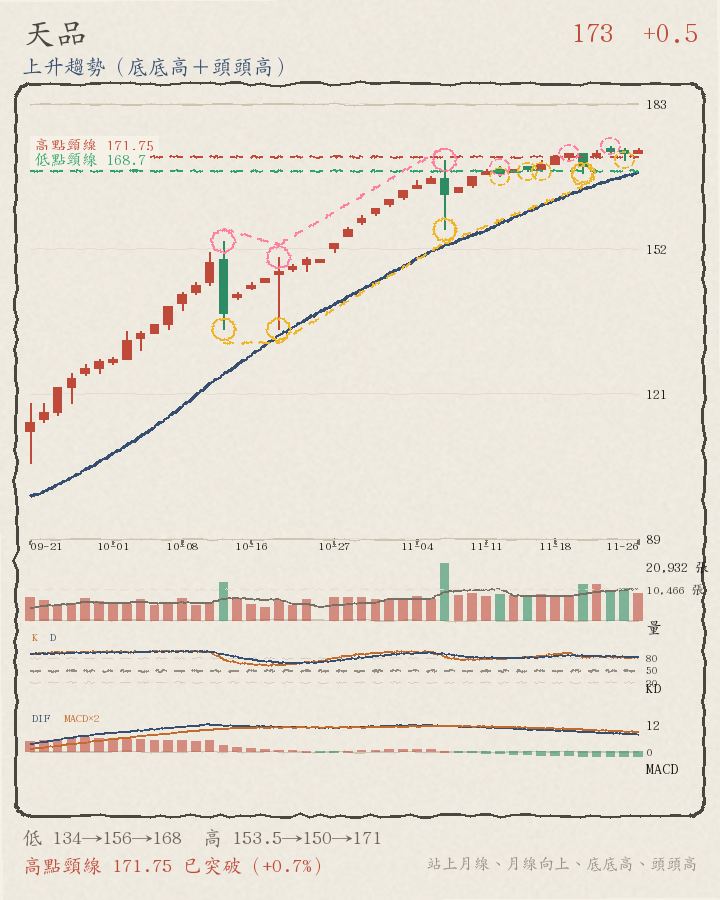 天品
173 +0.5
上升趨勢（底底高＋頭頭高）
183
高點頸線 171.75
低點頸線 168.7
152
121
89
09-21 10-01 10-08 10-16 10-27 11-04 11-11 11-18 11-26
20,932 張
10,466 張
量
K D
80
50
20
KD
DIF MACD×2
12
0
MACD
低 134→156→168 高 153.5→150→171
高點頸線 171.75 已突破（+0.7%）
站上月線、月線向上、底底高、頭頭高